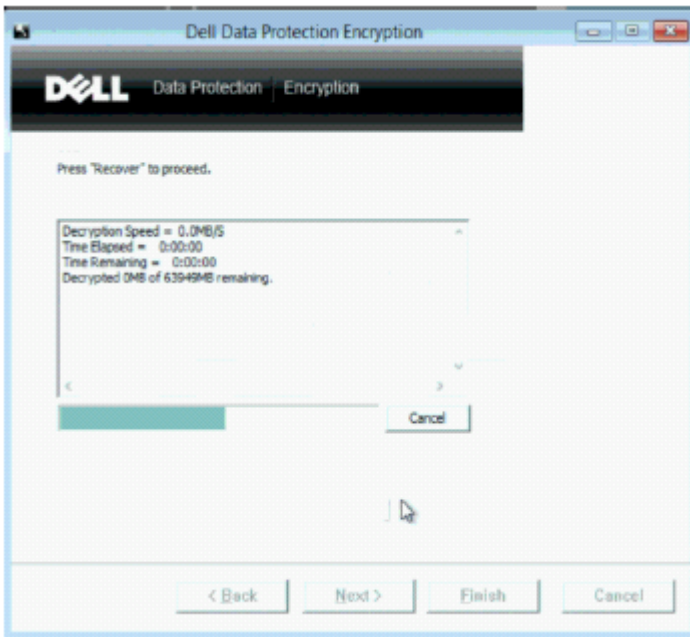 Dell Data Protection Encryption
DELL Data Protection Encryption
Press "Recover" to proceed.
Decryption Speed = 0.0MB/S
Time Elapsed = 0:00:00
Time Remaining = 0:00:00
Decrypted 0MB of 63949MB remaining.
Cancel
< Back Next > Finish Cancel